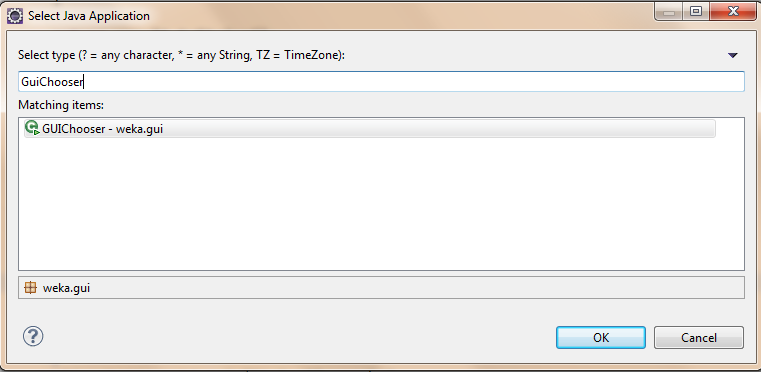 Select Java Application
Select type (? = any character, * = any String, TZ = TimeZone):
GuiChooser
Matching items:
GUIChooser - weka.gui
weka.gui
OK
Cancel